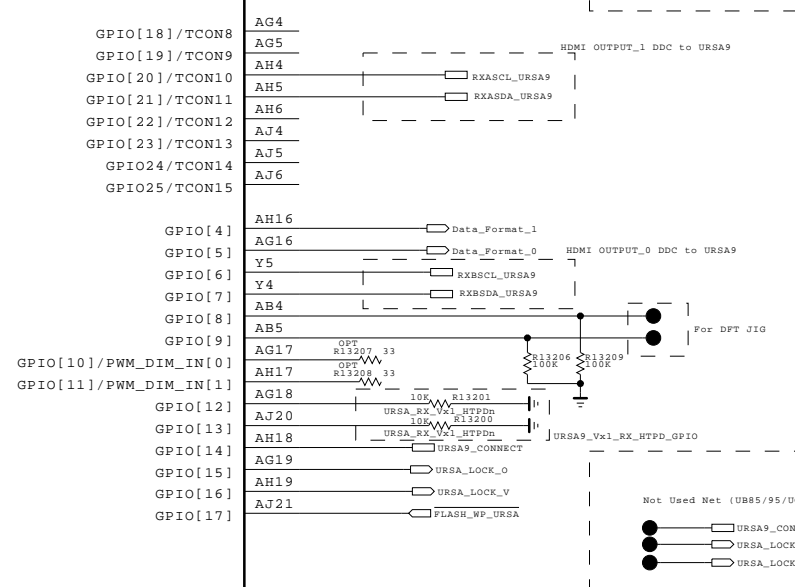 AG4
GPIO[18]/TCON8
AG5
GPIO[19]/TCON9
HDMI OUTPUT_1 DDC to URSA9
AH4
GPIO[20]/TCON10
RXASCL_URSA9
AH5
GPIO[21]/TCON11
RXASDA_URSA9
AH6
GPIO[22]/TCON12
AJ4
GPIO[23]/TCON13
AJ5
GPIO24/TCON14
AJ6
GPIO25/TCON15
AH16
GPIO[4]
Data_Format_1
AG16
GPIO[5]
Data_Format_0
HDMI OUTPUT_0 DDC to URSA9
Y5
GPIO[6]
RXBSCL_URSA9
Y4
GPIO[7]
RXBSDA_URSA9
AB4
GPIO[8]
AB5
For DFT JIG
GPIO[9]
AG17
OPT
R13207 33
GPIO[10]/PWM_DIM_IN[0]
R13206
100K
R13209
100K
AH17
OPT
R13208 33
GPIO[11]/PWM_DIM_IN[1]
AG18
10K R13201
GPIO[12]
URSA_RX_Vx1_HTPDn
AJ20
10K R13200
GPIO[13]
URSA_RX_Vx1_HTPDn
URSA9_Vx1_RX_HTPD_GPIO
AH18
GPIO[14]
URSA9_CONNECT
AG19
GPIO[15]
URSA_LOCK_O
AH19
GPIO[16]
URSA_LOCK_V
AJ21
GPIO[17]
FLASH_WP_URSA
Not Used Net (UB85/95/U
URSA9_CON
URSA_LOCK
URSA_LOCK